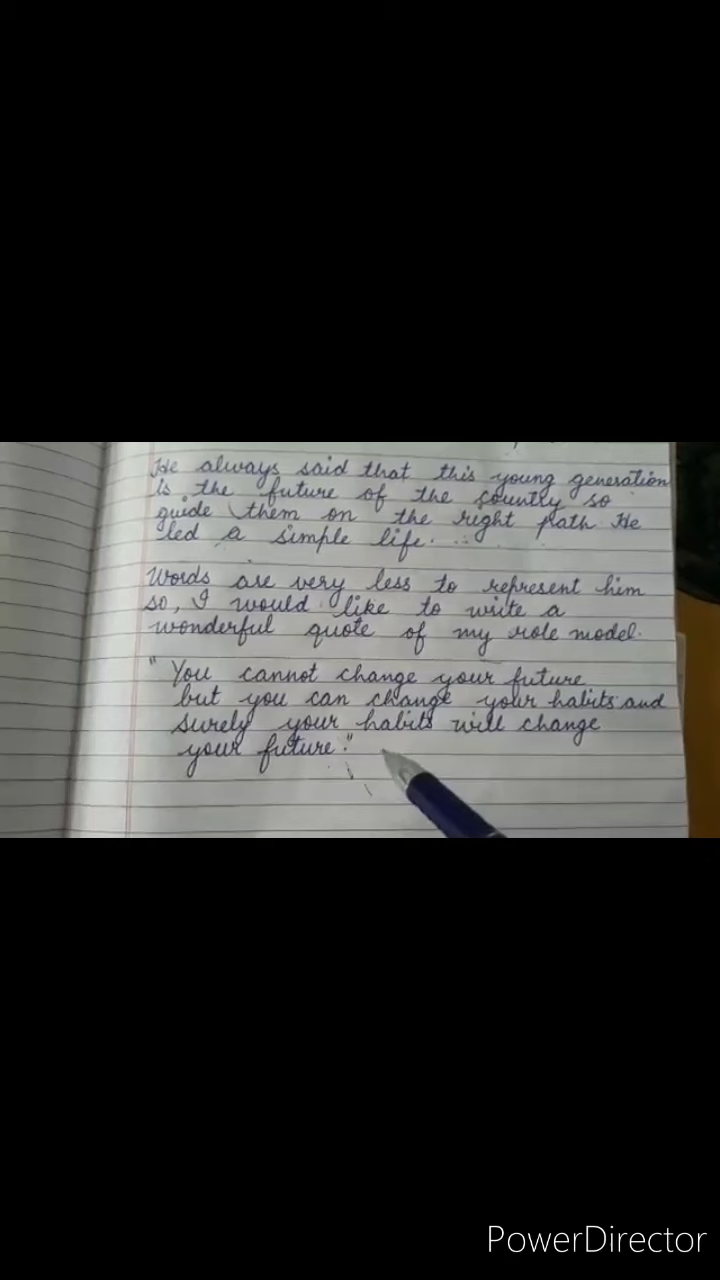 He always said that this young generation
is the future of the country so
guide them on the right path. He
led a simple life.
Words are very less to represent him
so, I would like to write a
wonderful quote of my role model.
"You cannot change your future
but you can change your habits and
surely your habits will change
your future."
PowerDirector